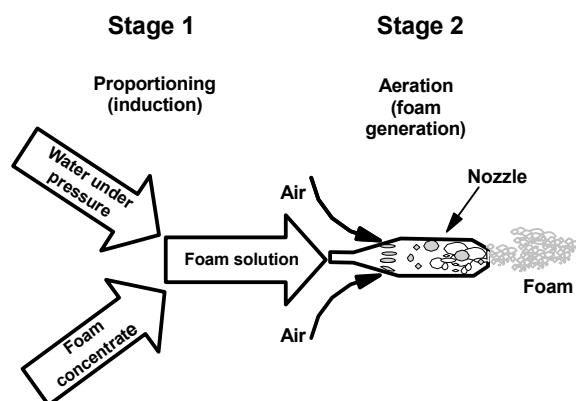 Stage 1
Stage 2
Proportioning
(induction)
Aeration
(foam
generation)
Water under
pressure
Foam solution
Foam
concentrate
Air
Air
Nozzle
Foam